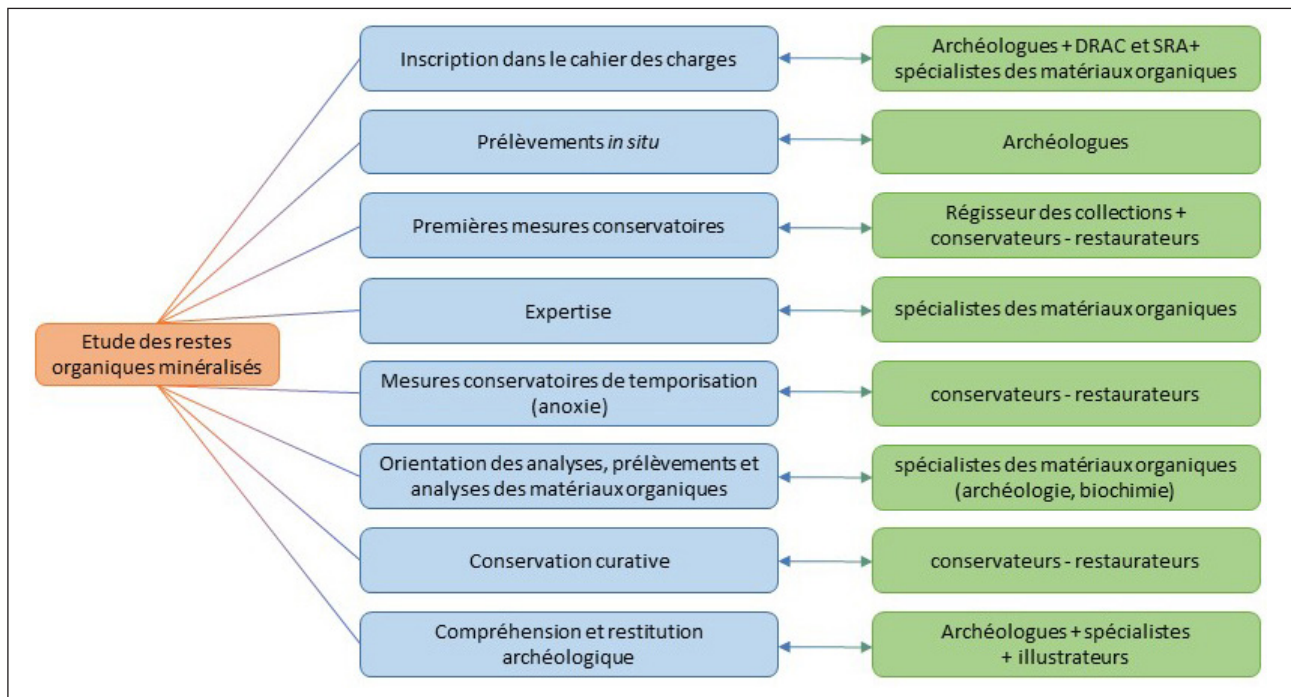 Inscription dans le cahier des charges
Archéologues + DRAC et SRA+
spécialistes des matériaux organiques
Prélèvements in situ
Archéologues
Premières mesures conservatoires
Régisseur des collections +
conservateurs - restaurateurs
Expertise
spécialistes des matériaux organiques
Etude des restes
organiques minéralisés
Mesures conservatoires de temporisation
(anoxie)
conservateurs - restaurateurs
Orientation des analyses, prélèvements et
analyses des matériaux organiques
spécialistes des matériaux organiques
(archéologie, biochimie)
Conservation curative
conservateurs - restaurateurs
Compréhension et restitution
archéologique
Archéologues + spécialistes
+ illustrateurs